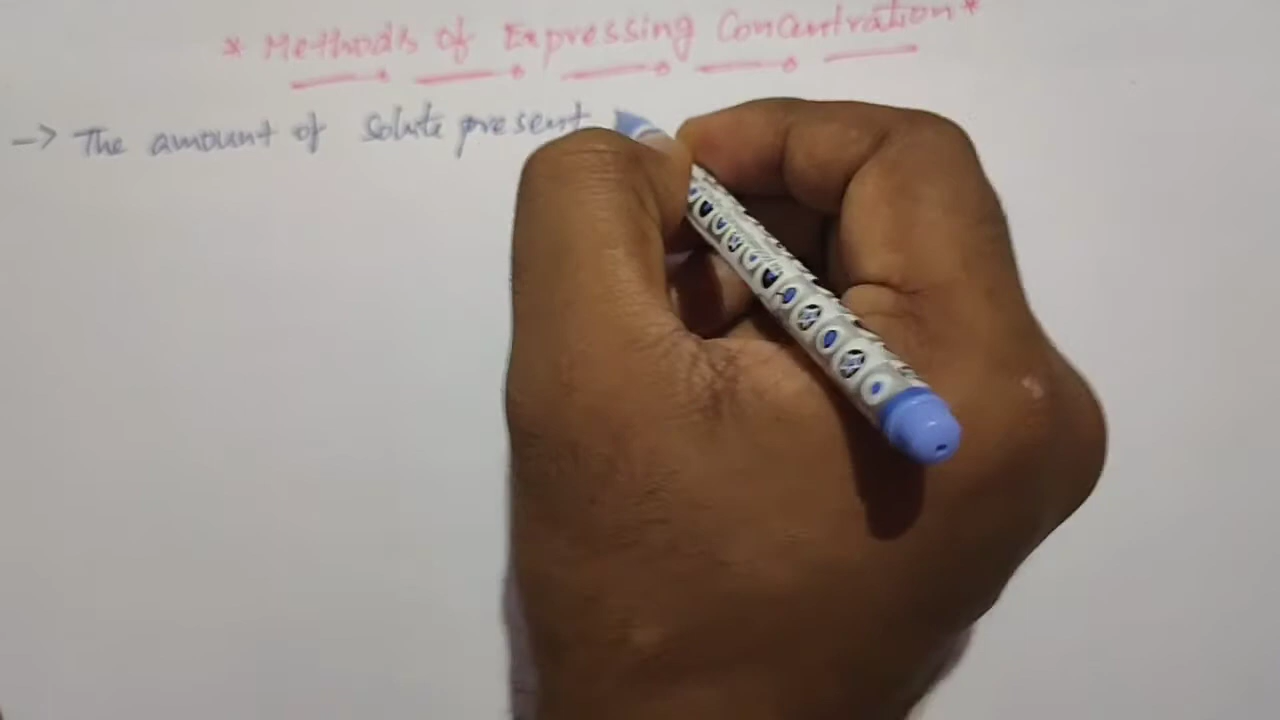 * Methods of Expressing Concentration *
-> The amount of solute present